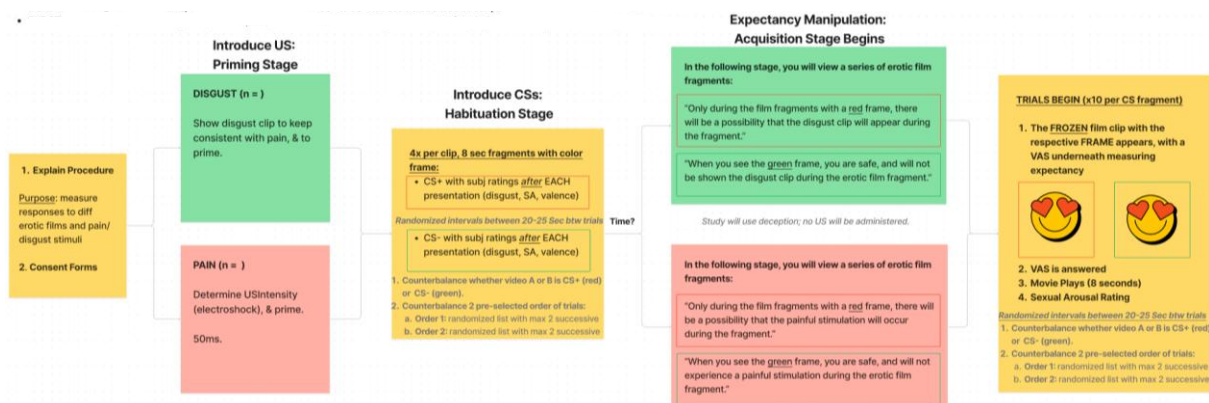 1. Explain Procedure
Purpose: measure
responses to diff
erotic films and pain/
disgust stimuli
2. Consent Forms
Introduce US:
Priming Stage
DISGUST (n = )
Show disgust clip to keep
consistent with pain, & to
prime.
PAIN (n = )
Determine USIntensity
(electroshock), & prime.
50ms.
Introduce CSs:
Habituation Stage
4x per clip, 8 sec fragments with color
frame:
• CS+ with subj ratings after EACH
presentation (disgust, SA, valence)
Randomized intervals between 20-25 Sec btw trials
• CS- with subj ratings after EACH
presentation (disgust, SA, valence)
1. Counterbalance whether video A or B is CS+ (red)
or CS- (green).
2. Counterbalance 2 pre-selected order of trials:
a. Order 1: randomized list with max 2 successive
b. Order 2: randomized list with max 2 successive
Time?
Expectancy Manipulation:
Acquisition Stage Begins
In the following stage, you will view a series of erotic film
fragments:
"Only during the film fragments with a red frame, there
will be a possibility that the disgust clip will appear during
the fragment."
"When you see the green frame, you are safe, and will not
be shown the disgust clip during the erotic film fragment."
Study will use deception; no US will be administered.
In the following stage, you will view a series of erotic film
fragments:
"Only during the film fragments with a red frame, there will
be a possibility that the painful stimulation will occur
during the fragment."
"When you see the green frame, you are safe, and will not
experience a painful stimulation during the erotic film
fragment."
TRIALS BEGIN (x10 per CS fragment)
1. The FROZEN film clip with the
respective FRAME appears, with a
VAS underneath measuring
expectancy
2. VAS is answered
3. Movie Plays (8 seconds)
4. Sexual Arousal Rating
Randomized intervals between 20-25 Sec btw trials
1. Counterbalance whether video A or B is CS+ (red)
or CS- (green).
2. Counterbalance 2 pre-selected order of trials:
a. Order 1: randomized list with max 2 successive
b. Order 2: randomized list with max 2 successive